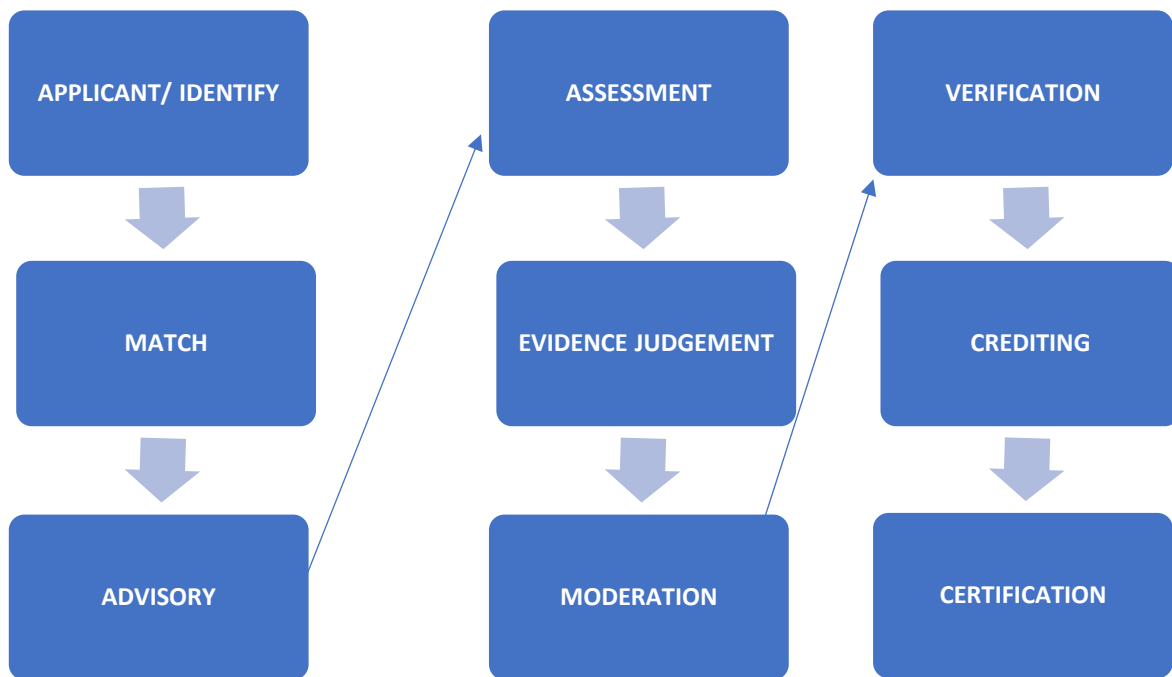 APPLICANT/ IDENTIFY
MATCH
ADVISORY
ASSESSMENT
EVIDENCE JUDGEMENT
MODERATION
VERIFICATION
CREDITING
CERTIFICATION